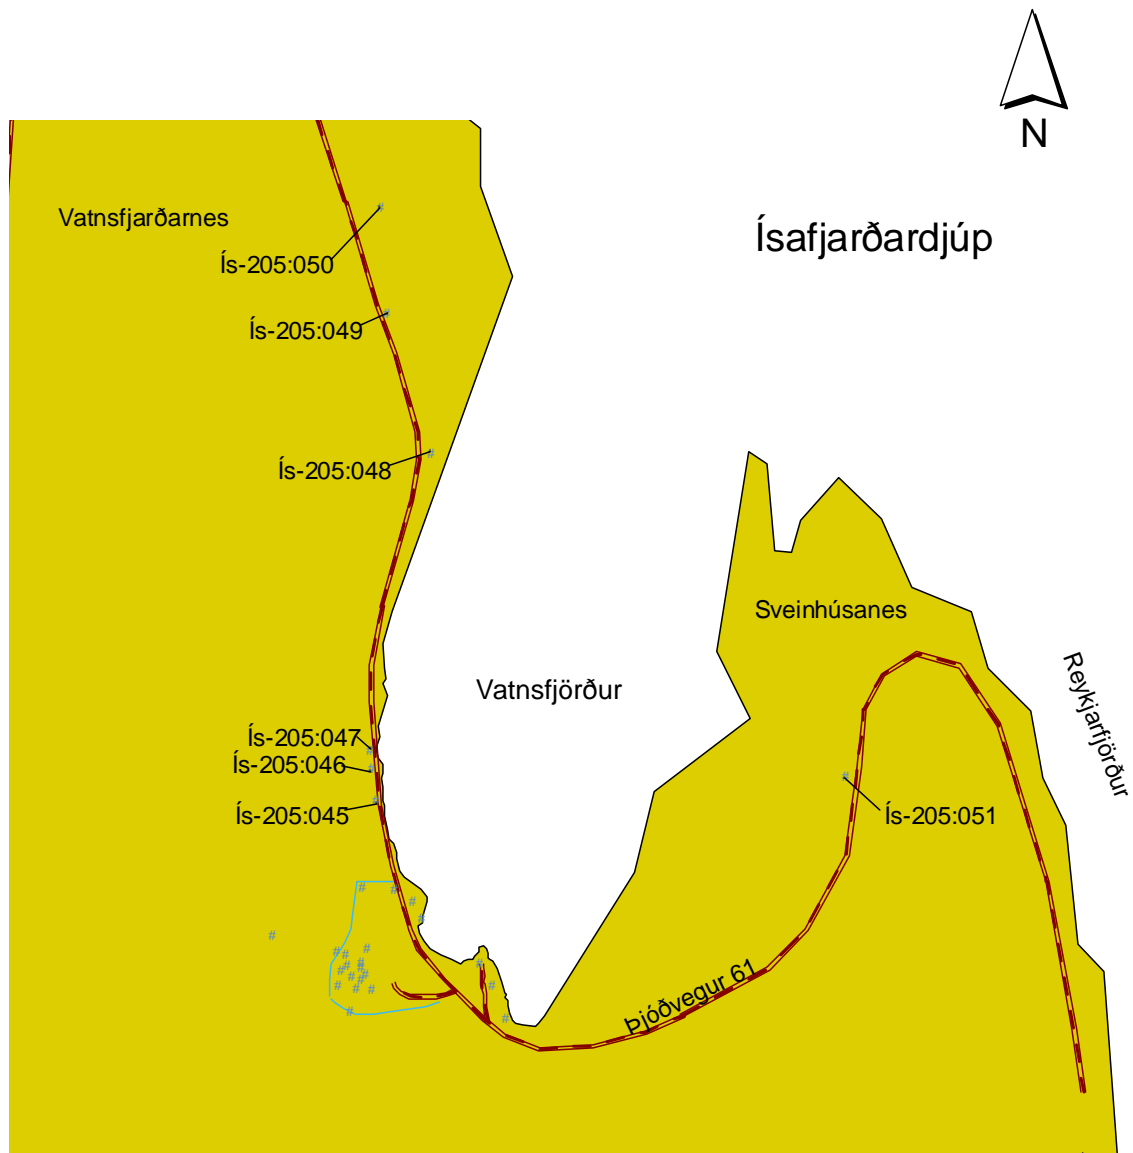 N
Vatnsfjarðarnes
Ísafjarðardjúp
Ís-205:050
Ís-205:049
Ís-205:048
Sveinhúsanes
Reykjarfjörður
Vatnsfjörður
Ís-205:047
Ís-205:046
Ís-205:045
Ís-205:051
Þjóðvegur 61